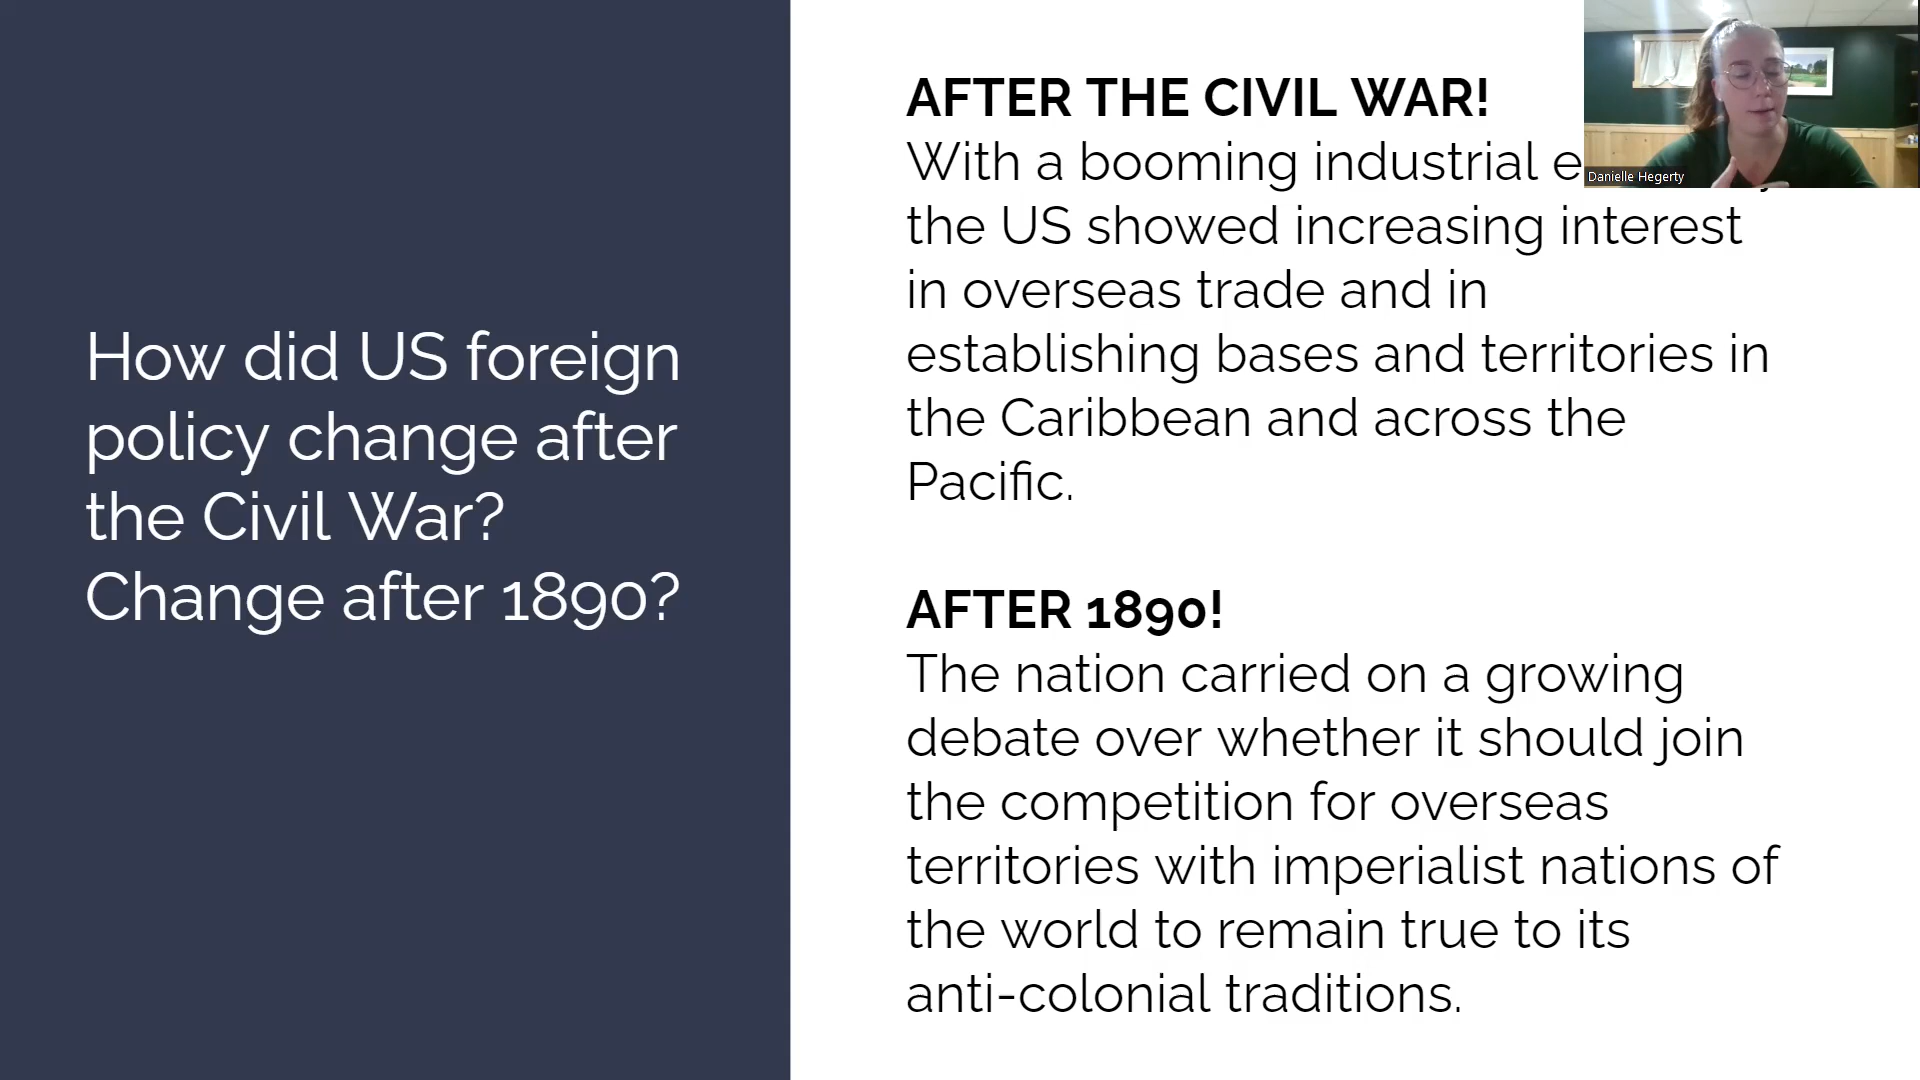 How did US foreign
policy change after
the Civil War?
Change after 1890?
AFTER THE CIVIL WAR!
With a booming industrial
the US showed increasing interest
in overseas trade and in
establishing bases and territories in
the Caribbean and across the
Pacific.
AFTER 1890!
The nation carried on a growing
debate over whether it should join
the competition for overseas
territories with imperialist nations of
the world to remain true to its
anti-colonial traditions.
Danielle Hegerty